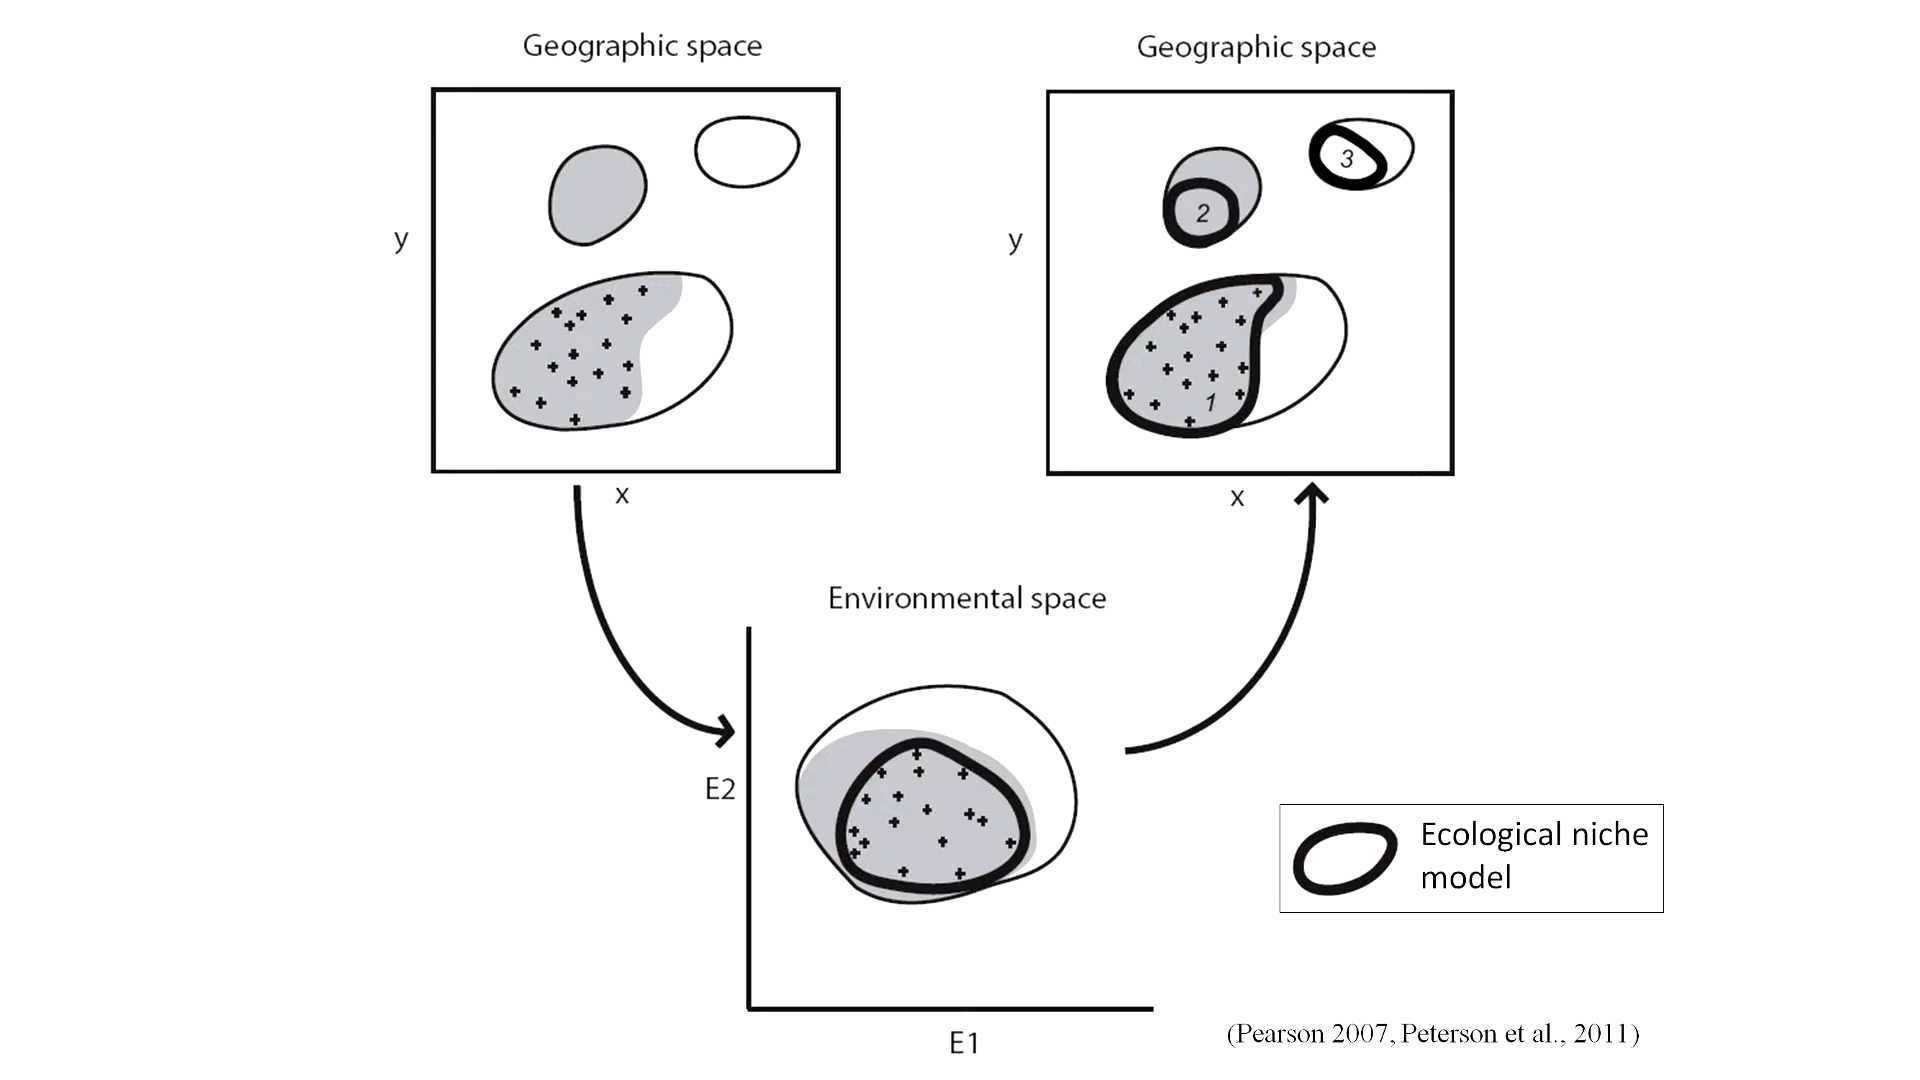 Geographic space
Geographic space
y
x
y
x
2
3
1
Environmental space
E2
E1
Ecological niche
model
(Pearson 2007, Peterson et al., 2011)